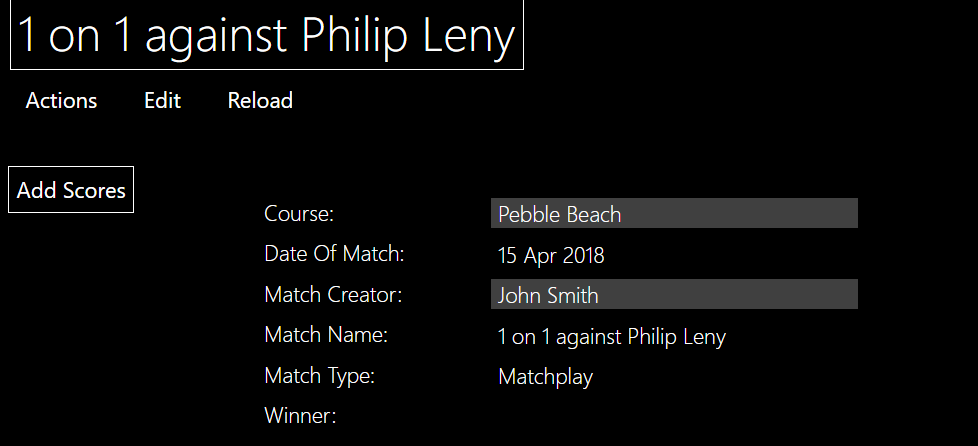 1 on 1 against Philip Leny
Actions Edit Reload
Add Scores
Course: Pebble Beach
Date Of Match: 15 Apr 2018
Match Creator: John Smith
Match Name: 1 on 1 against Philip Leny
Match Type: Matchplay
Winner: